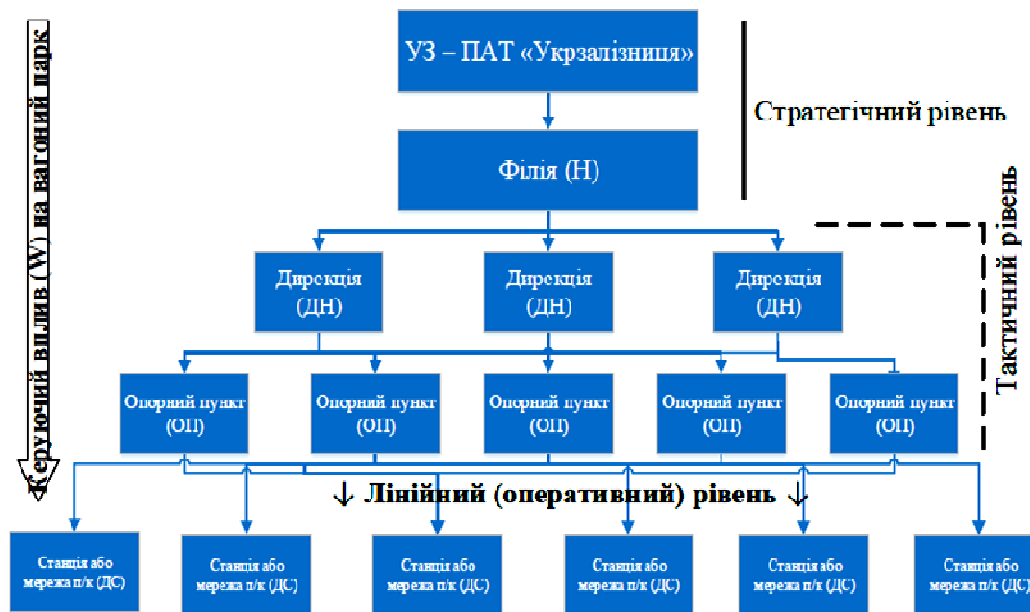 Керуючий вплив (W) на вагоний парк
УЗ – ПАТ «Укрзалізниця»
Стратегічний рівень
Філія (Н)
Тактичний рівень
Дирекція
(ДН)
Дирекція
(ДН)
Дирекція
(ДН)
Опорний пункт
(ОП)
Опорний пункт
(ОП)
Опорний пункт
(ОП)
Опорний пункт
(ОП)
Опорний пункт
(ОП)
↓ Лінійний (оперативний) рівень ↓
Станція або
мережа п/к (ДС)
Станція або
мережа п/к (ДС)
Станція або
мережа п/к (ДС)
Станція або
мережа п/к (ДС)
Станція або
мережа п/к (ДС)
Станція або
мережа п/к (ДС)